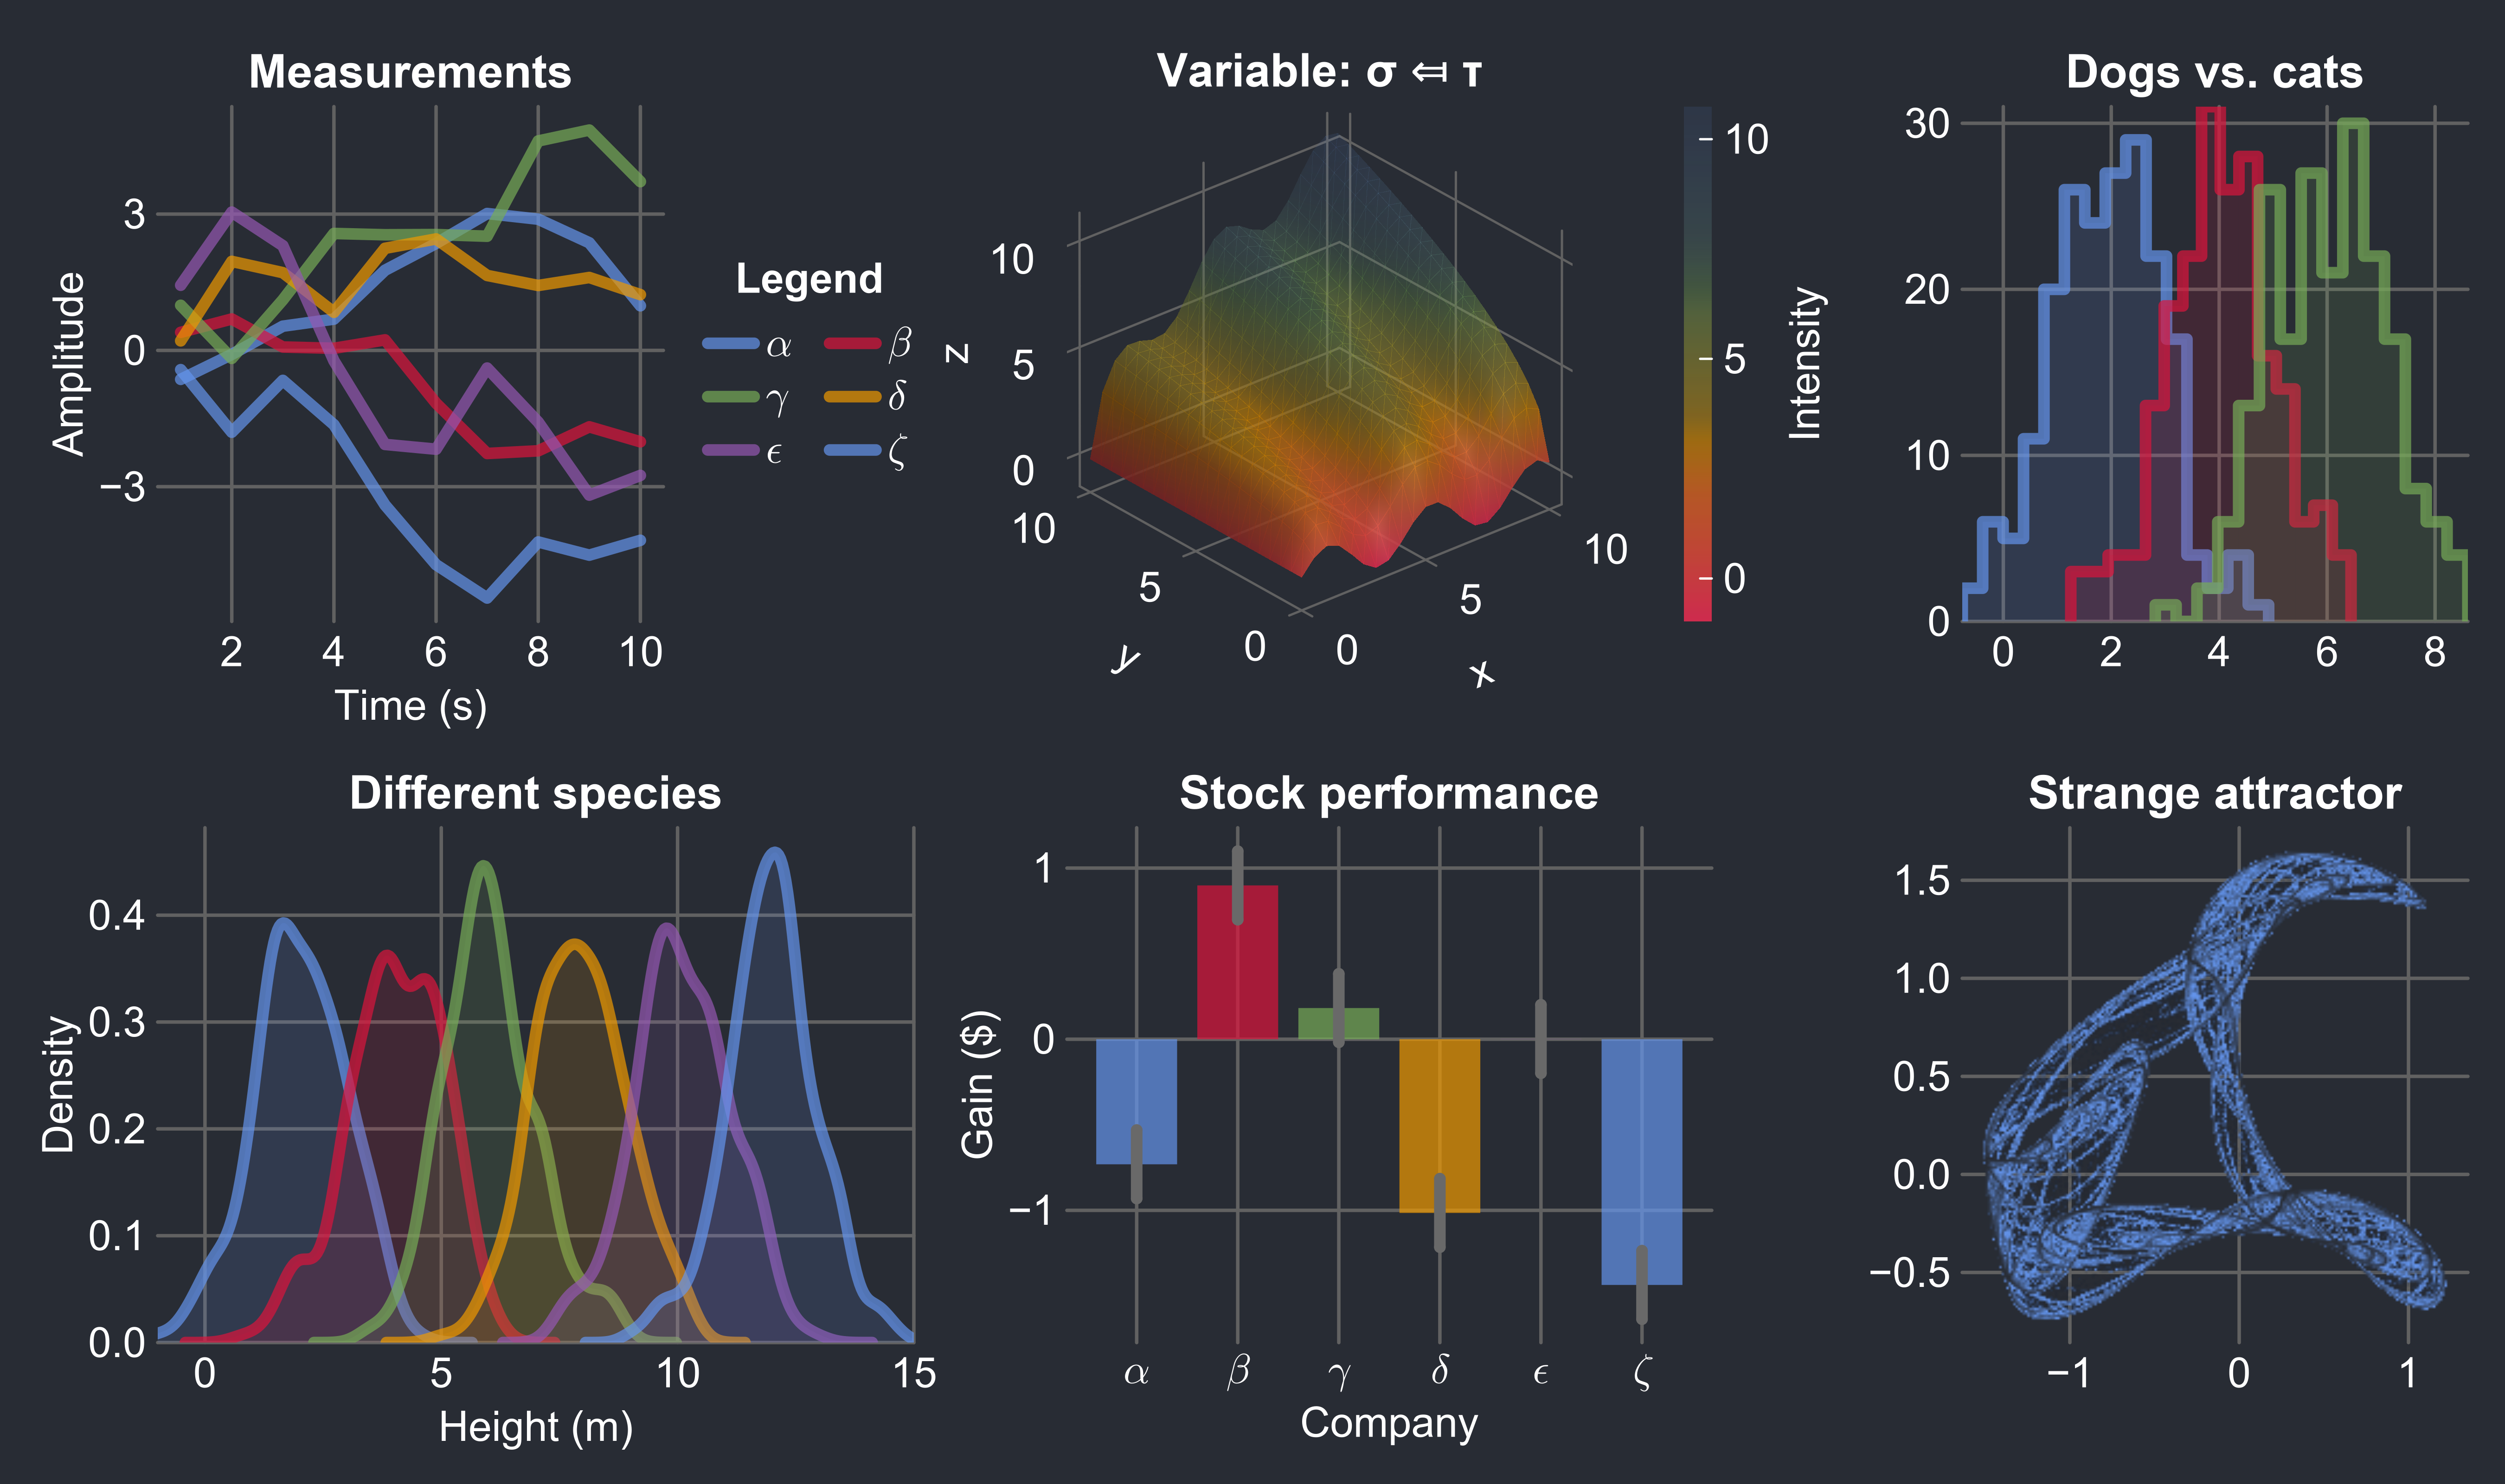 Measurements
Amplitude
3
0
−3
2 4 6 8 10
Time (s)
Legend
α β
γ δ
ϵ ζ
Variable: σ ⤆ τ
z
10
5
0
10
5
0
y
0
5
10
x
10
5
0
Intensity
Dogs vs. cats
30
20
10
0
0 2 4 6 8
Different species
Density
0.4
0.3
0.2
0.1
0.0
0 5 10 15
Height (m)
Stock performance
Gain ($)
1
0
−1
α β γ δ ϵ ζ
Company
Strange attractor
1.5
1.0
0.5
0.0
−0.5
−1 0 1